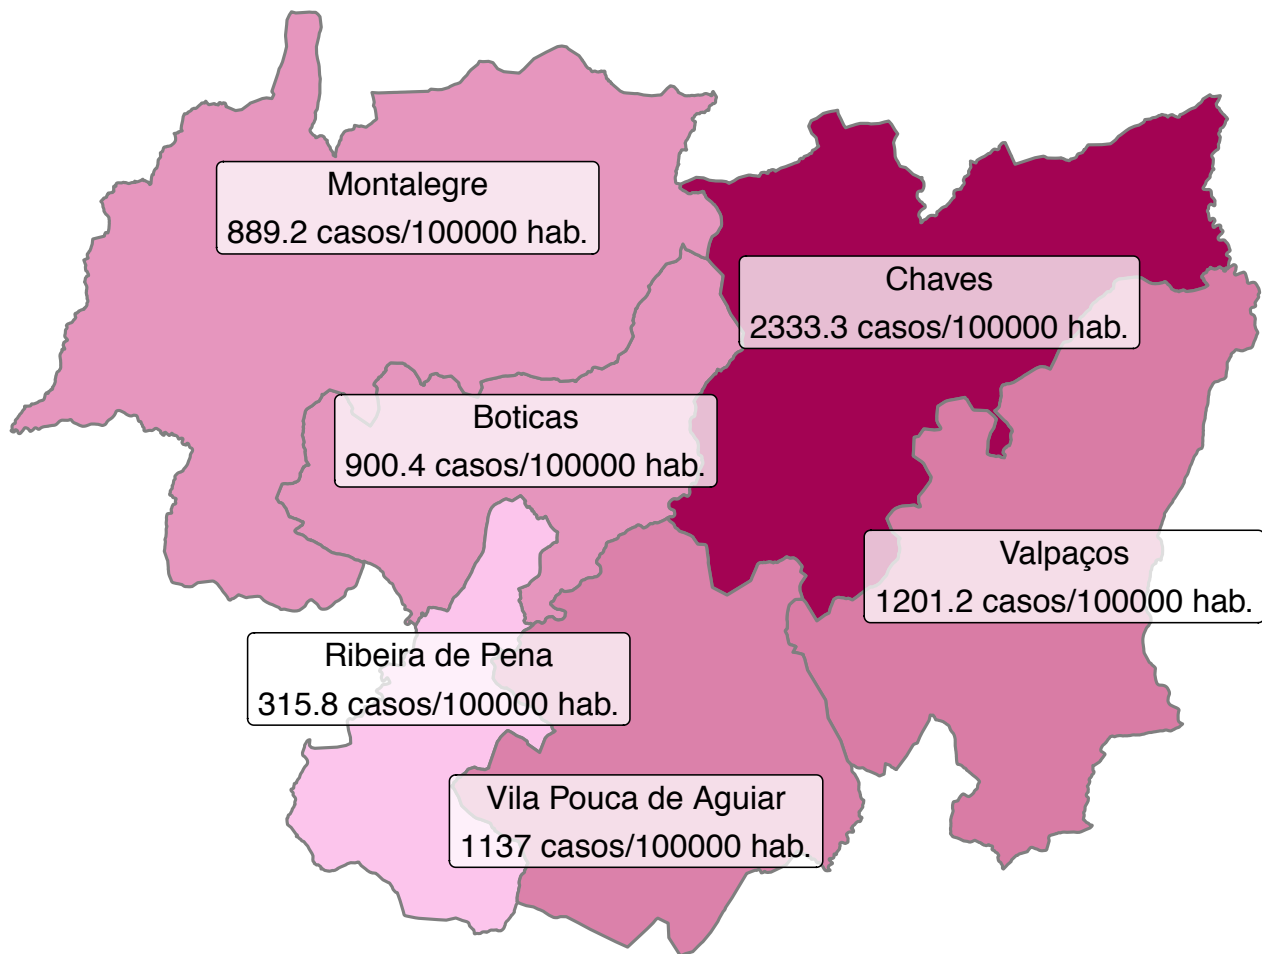 Montalegre
889.2 casos/100000 hab.
Chaves
2333.3 casos/100000 hab.
Boticas
900.4 casos/100000 hab.
Valpaços
1201.2 casos/100000 hab.
Ribeira de Pena
315.8 casos/100000 hab.
Vila Pouca de Aguiar
1137 casos/100000 hab.